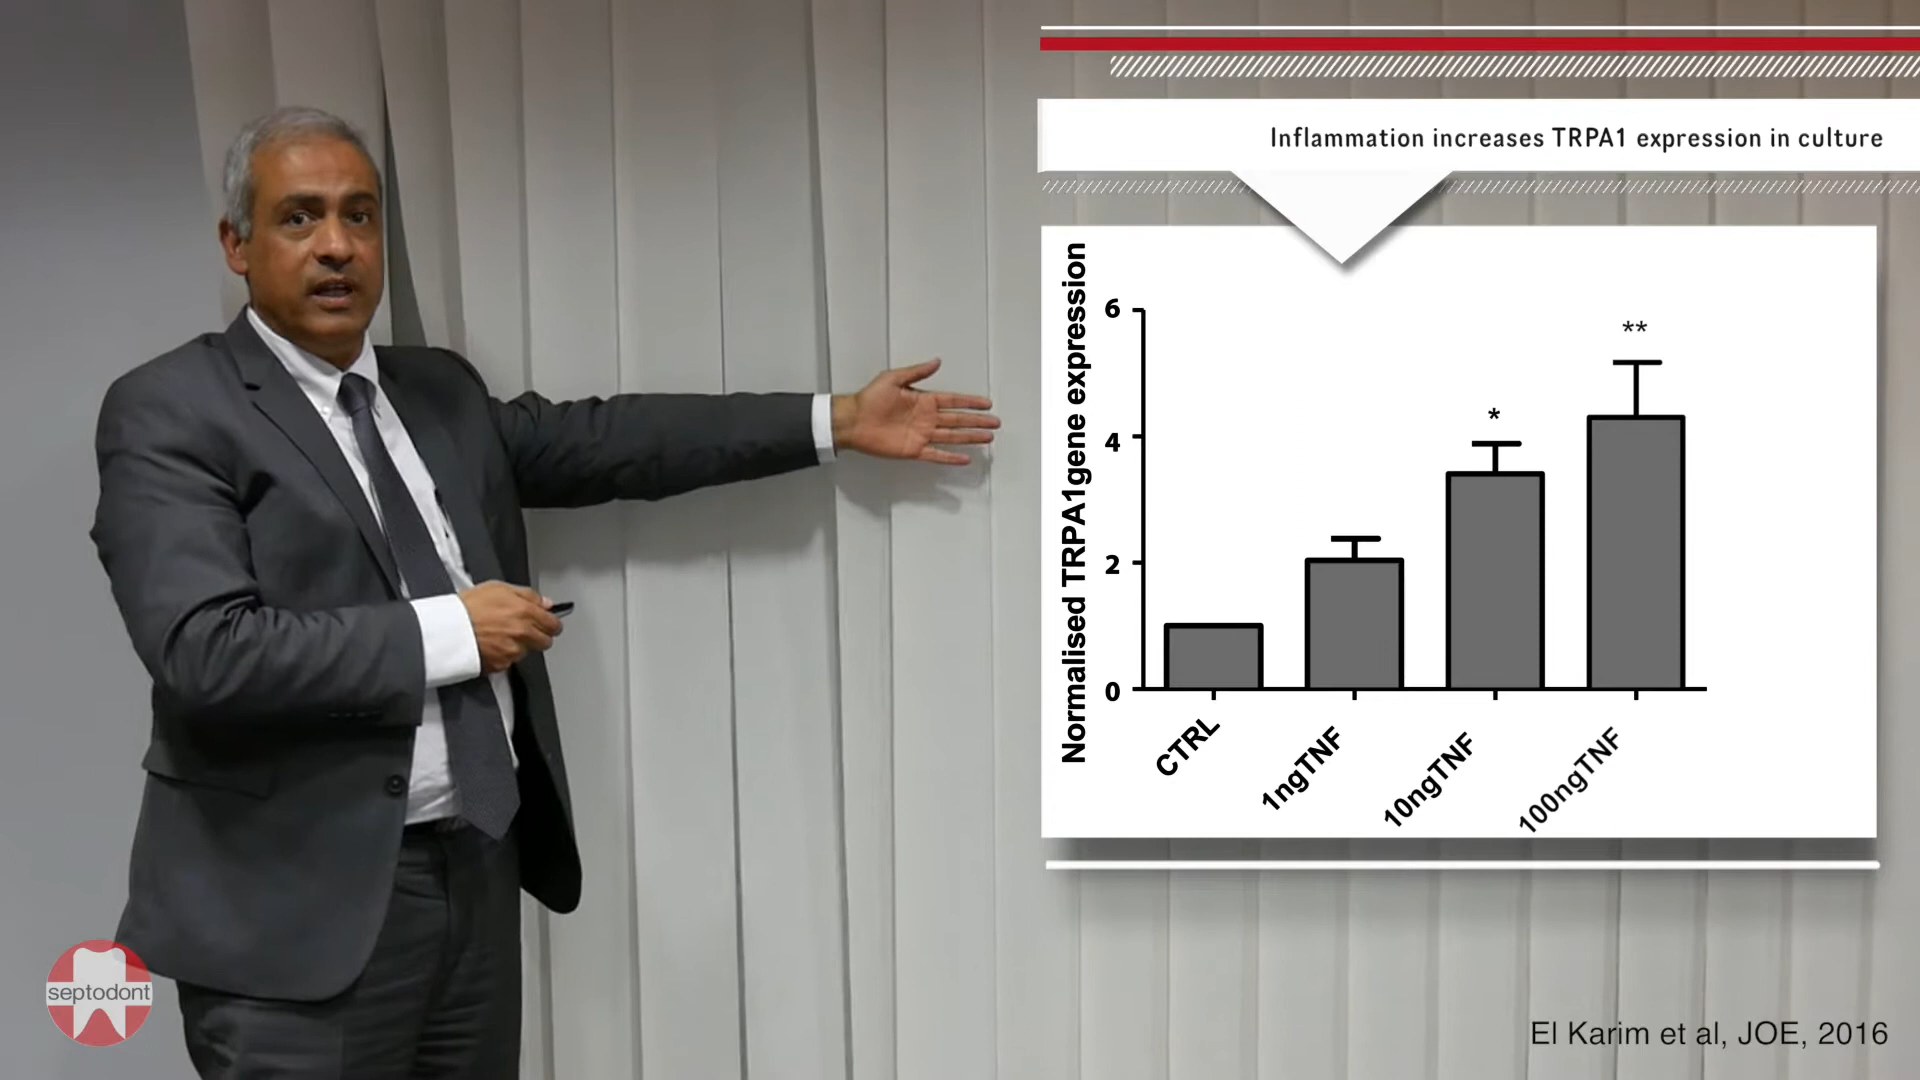 Inflammation increases TRPA1 expression in culture
Normalised TRPA1gene expression
6
4
2
0
*
**
CTRL
1ngTNF
10ngTNF
100ngTNF
septodont
El Karim et al, JOE, 2016